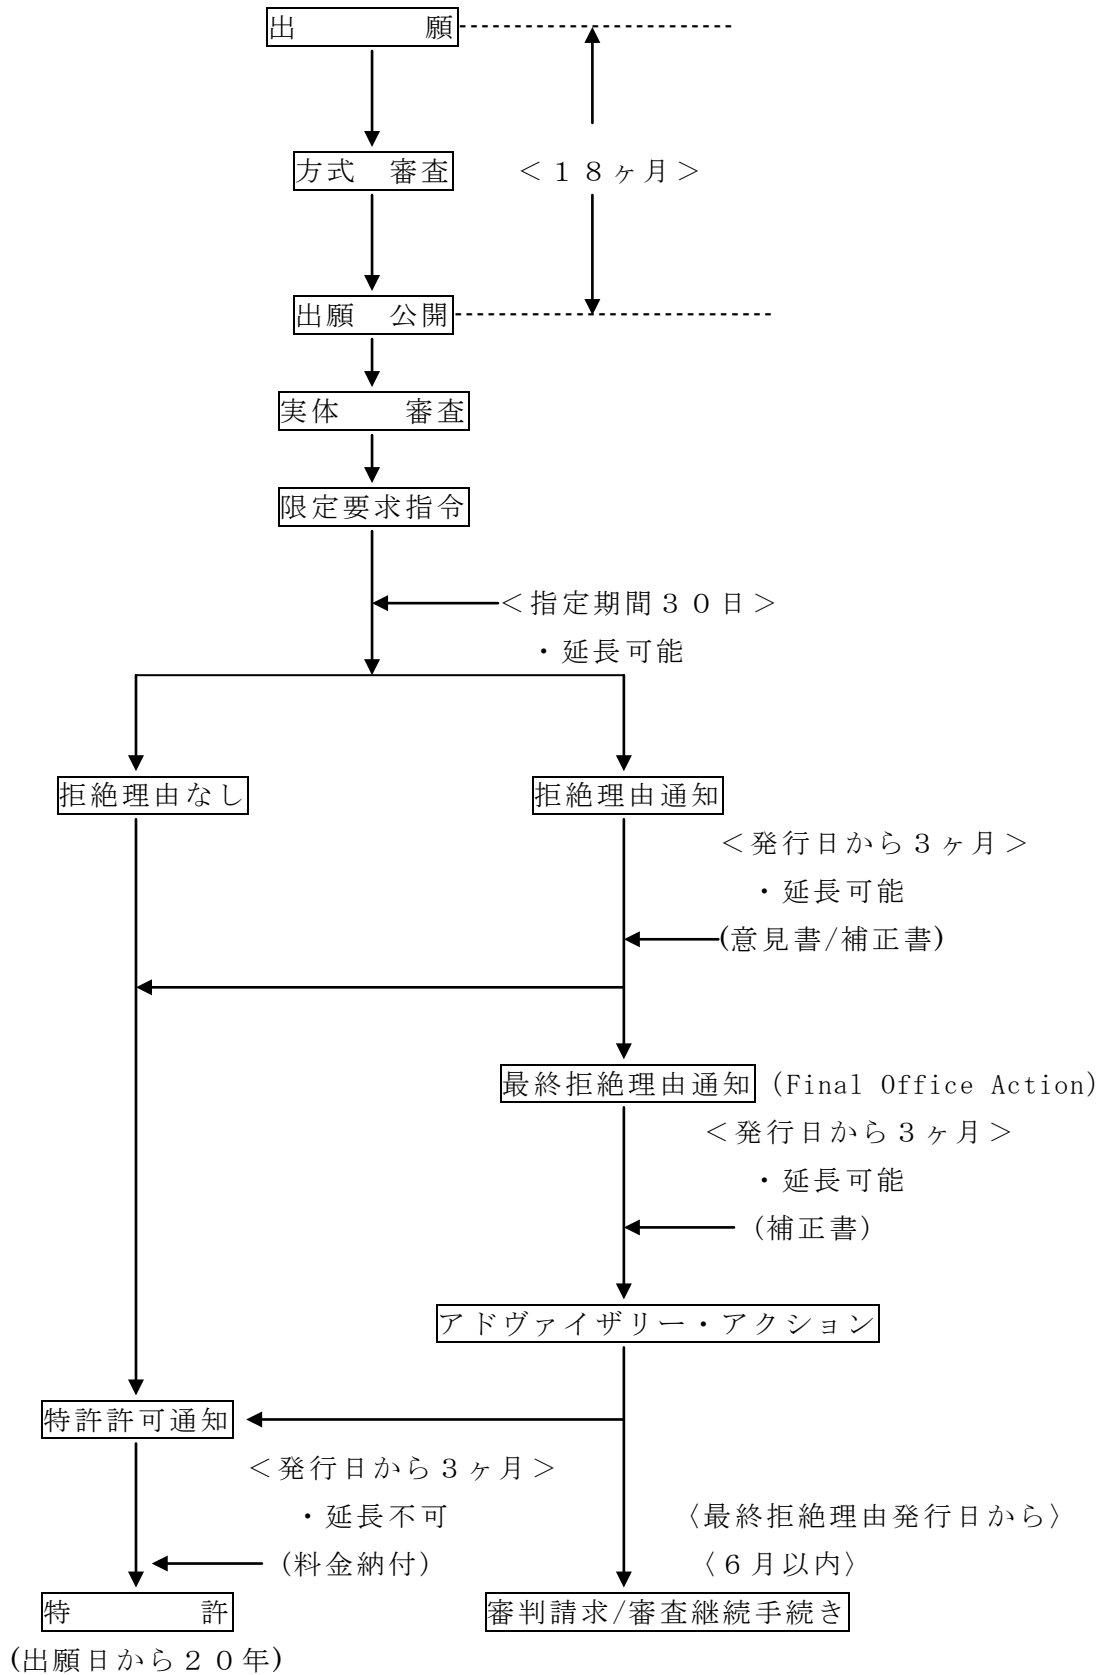 出　　　　願
方式　審査
＜１８ヶ月＞
出願　公開
実体　　審査
限定要求指令
＜指定期間３０日＞
・延長可能
拒絶理由なし
拒絶理由通知
＜発行日から３ヶ月＞
・延長可能
(意見書/補正書)
最終拒絶理由通知 (Final Office Action)
＜発行日から３ヶ月＞
・延長可能
(補正書)
アドヴァイザリー・アクション
特許許可通知
＜発行日から３ヶ月＞
・延長不可
(料金納付)
〈最終拒絶理由発行日から〉
〈６月以内〉
特　　　　許
審判請求/審査継続手続き
(出願日から２０年)